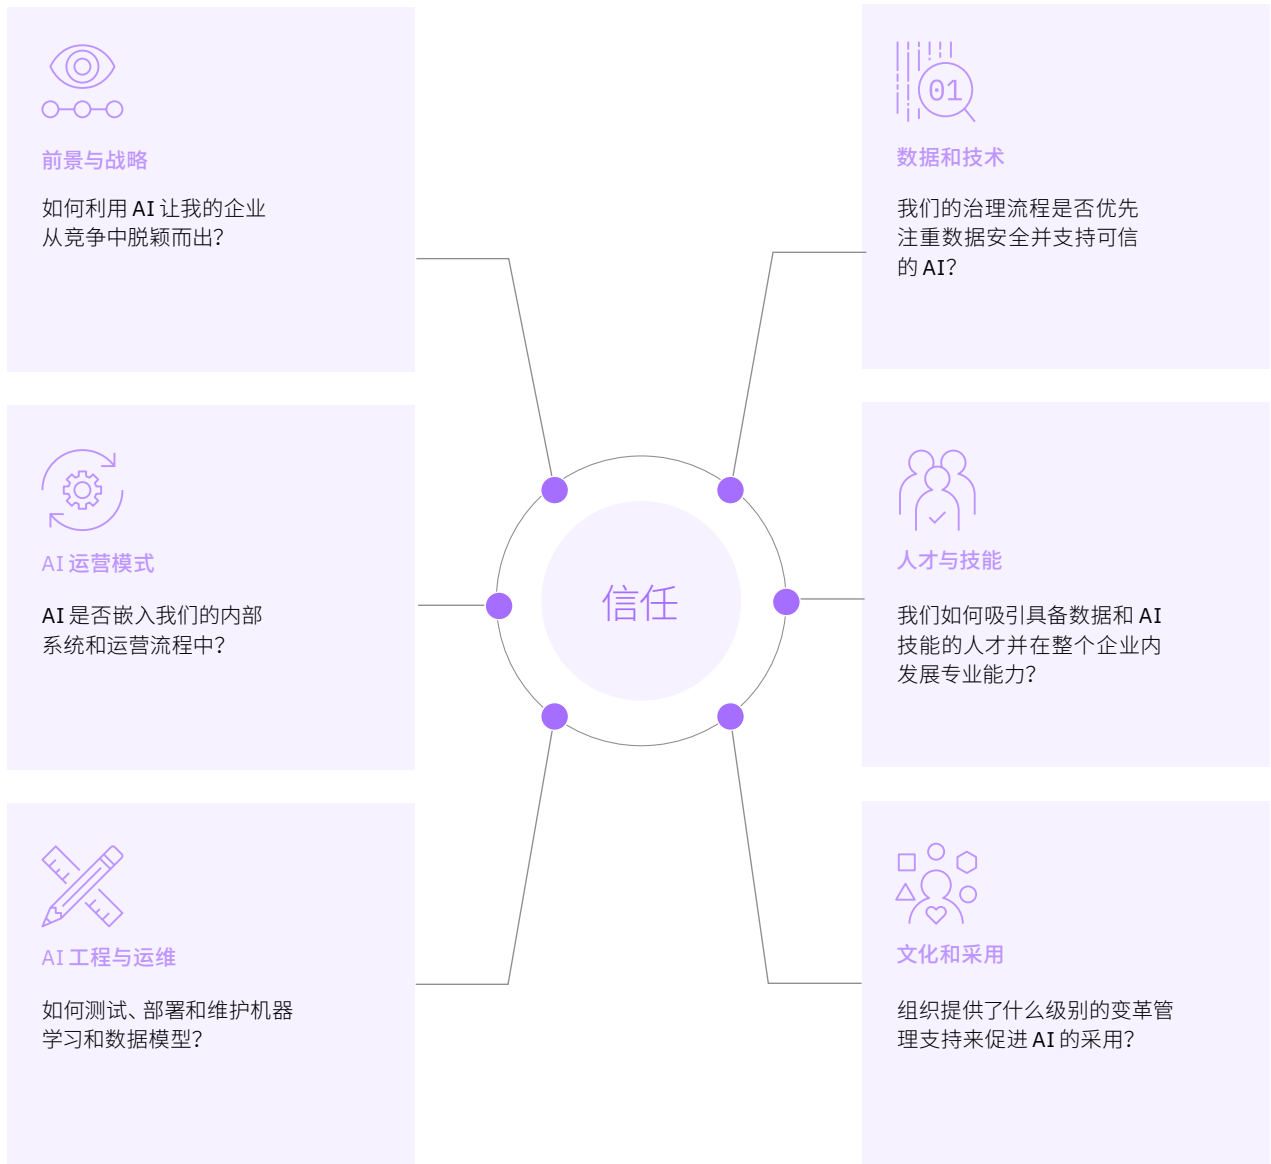 前景与战略
如何利用 AI 让我的企业
从竞争中脱颖而出？
AI 运营模式
AI 是否嵌入我们的内部
系统和运营流程中？
AI 工程与运维
如何测试、部署和维护机器
学习和数据模型？
信任
01
数据和技术
我们的治理流程是否优先
注重数据安全并支持可信
的 AI？
人才与技能
我们如何吸引具备数据和 AI
技能的人才并在整个企业内
发展专业能力？
文化和采用
组织提供了什么级别的变革管
理支持来促进 AI 的采用？